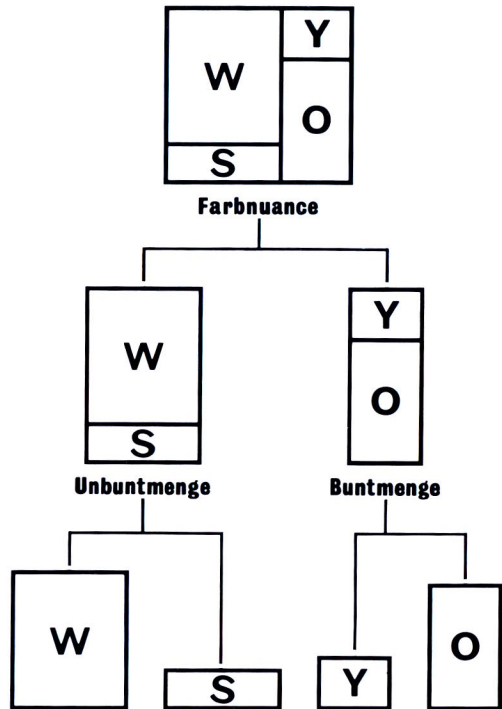 W Y
O
S
Farbnuance
W Y
O
S
Unbuntmenge Buntmenge
W S Y O